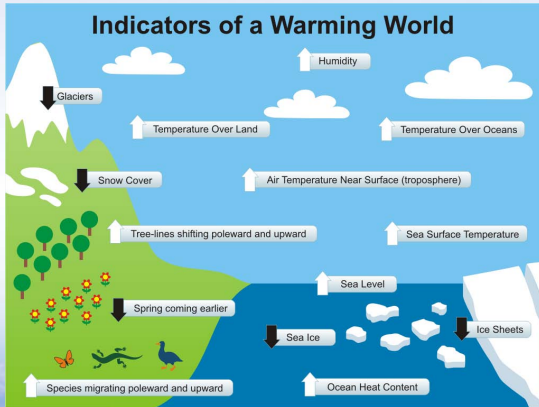 Indicators of a Warming World
Humidity
Glaciers
Temperature Over Land
Temperature Over Oceans
Snow Cover
Air Temperature Near Surface (troposphere)
Tree-lines shifting poleward and upward
Sea Surface Temperature
Sea Level
Spring coming earlier
Sea Ice
Ice Sheets
Species migrating poleward and upward
Ocean Heat Content